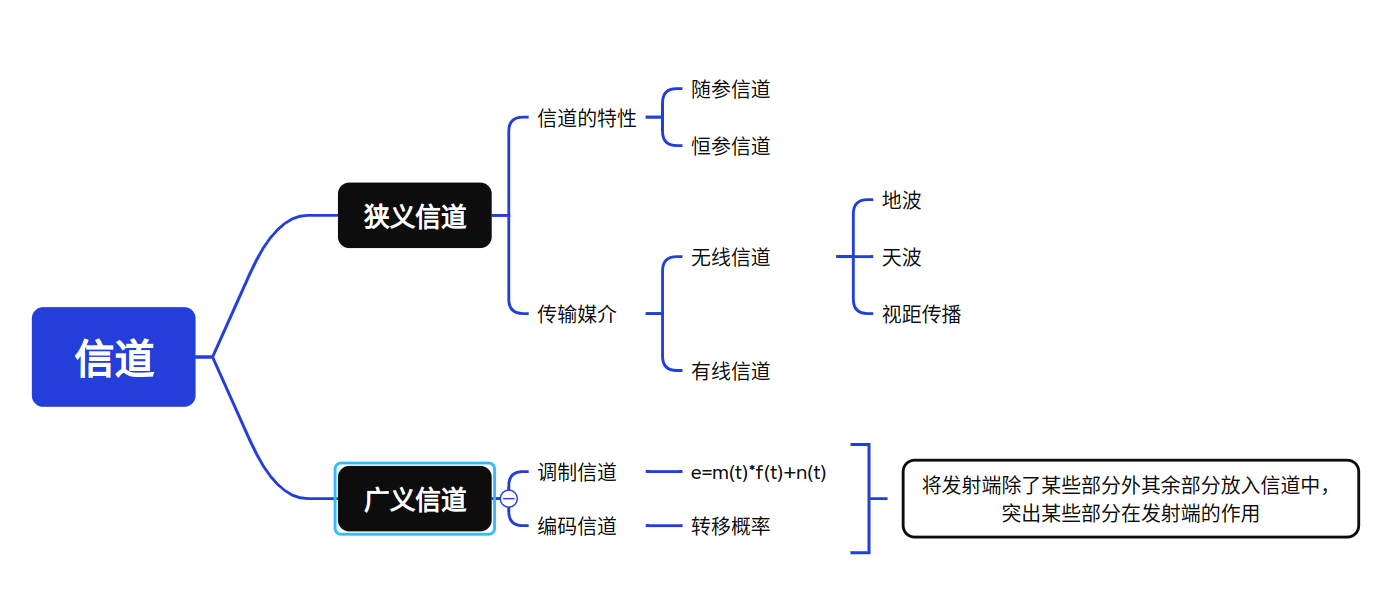 信道
狭义信道
信道的特性
随参信道
恒参信道
传输媒介
无线信道
地波
天波
视距传播
有线信道
广义信道
调制信道
e=m(t)*f(t)+n(t)
编码信道
转移概率
将发射端除了某些部分外其余部分放入信道中，
突出某些部分在发射端的作用